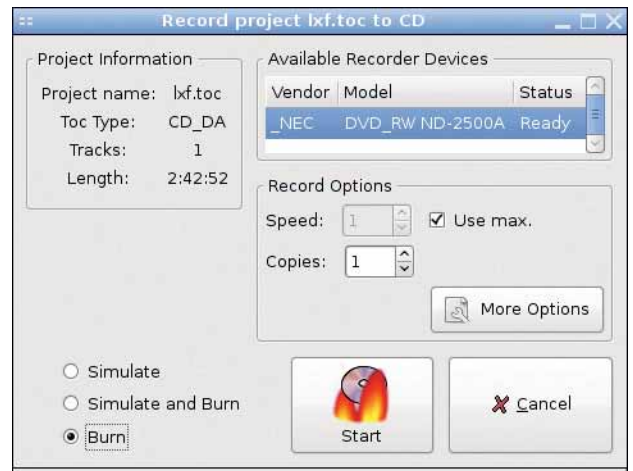 Record project lxf.toc to CD
Project Information
Project name: lxf.toc
Toc Type: CD_DA
Tracks: 1
Length: 2:42:52
Available Recorder Devices
Vendor Model Status
_NEC DVD_RW ND-2500A Ready
Record Options
Speed: 1 Use max.
Copies: 1
More Options
Simulate
Simulate and Burn
Burn
Start
Cancel